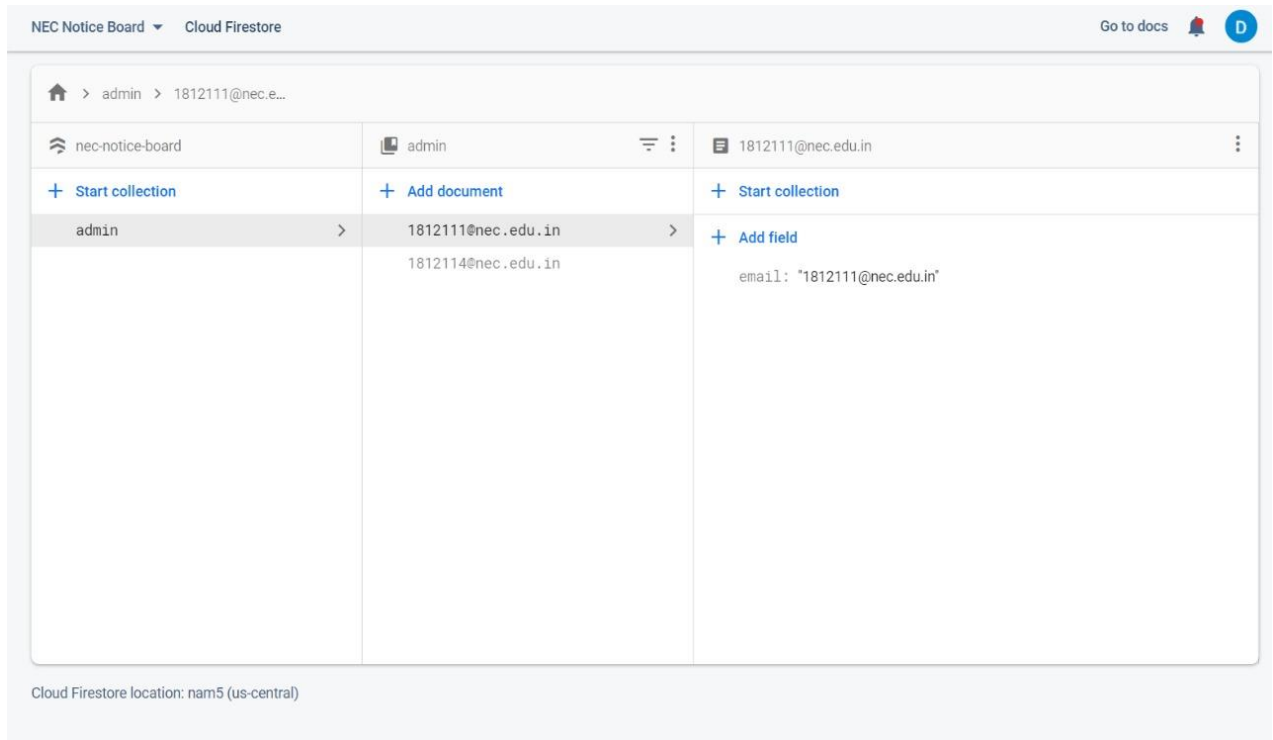 NEC Notice Board Cloud Firestore Go to docs D
admin > 1812111@nec.e...
nec-notice-board
admin
1812111@nec.edu.in
+ Start collection
+ Add document
+ Start collection
admin
1812111@nec.edu.in
1812114@nec.edu.in
+ Add field
email: "1812111@nec.edu.in"
Cloud Firestore location: nam5 (us-central)